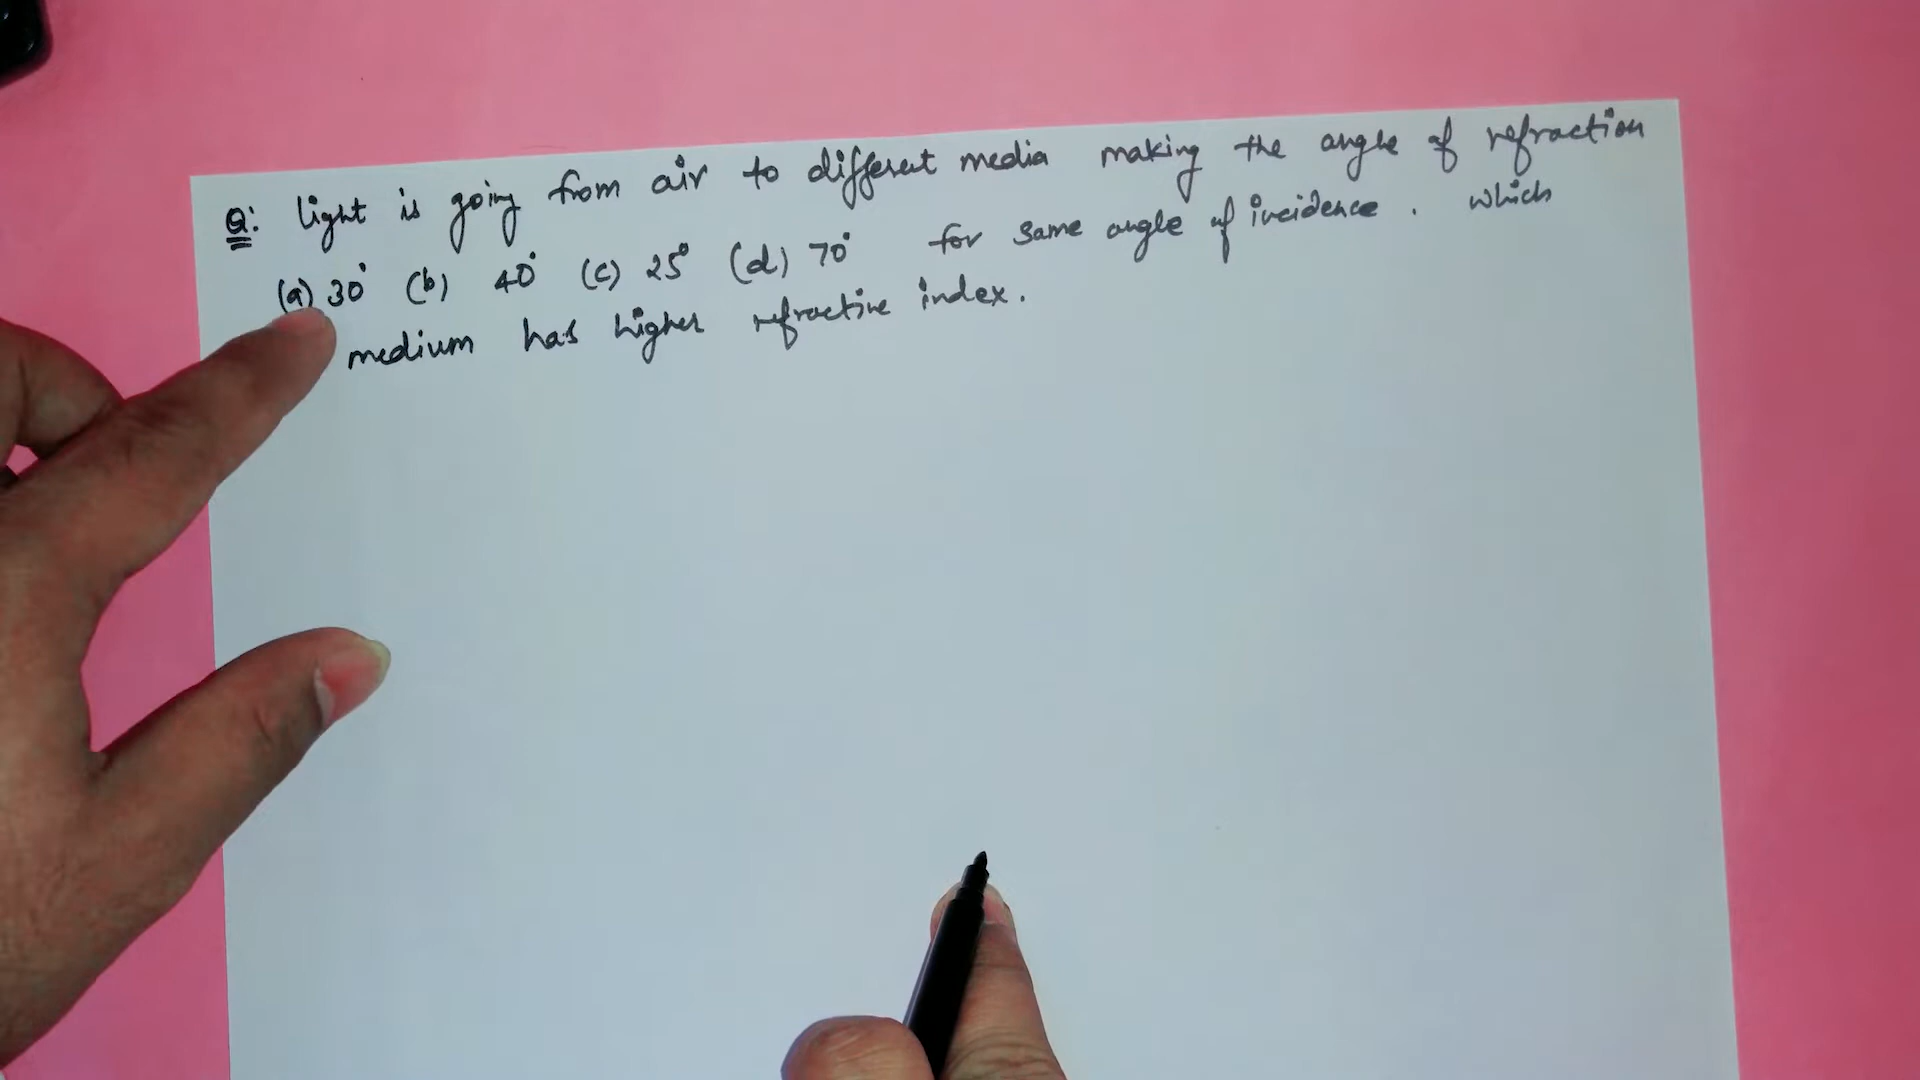 Q: light is going from air to different media making the angle of refraction
(a) 30° (b) 40° (c) 25° (d) 70° for same angle of incidence. which
medium has higher refractive index.